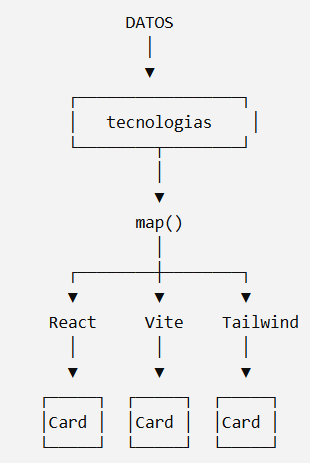 DATOS
tecnologias
map()
React Vite Tailwind
Card Card Card